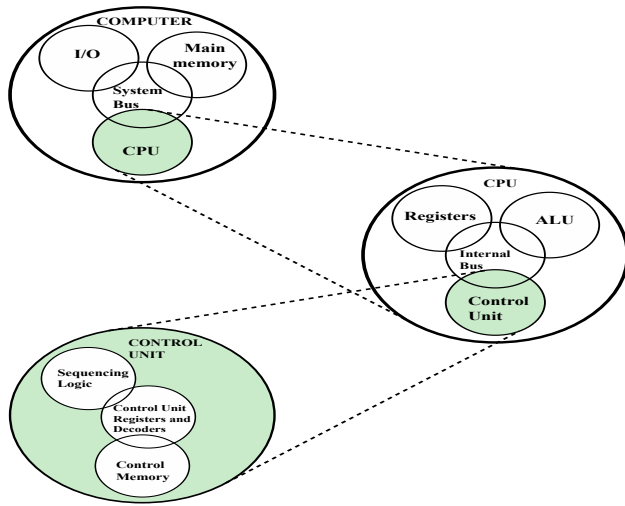 COMPUTER
I/O
Main
memory
System
Bus
CPU
CPU
Registers
ALU
Internal
Bus
Control
Unit
CONTROL
UNIT
Sequencing
Logic
Control Unit
Registers and
Decoders
Control
Memory